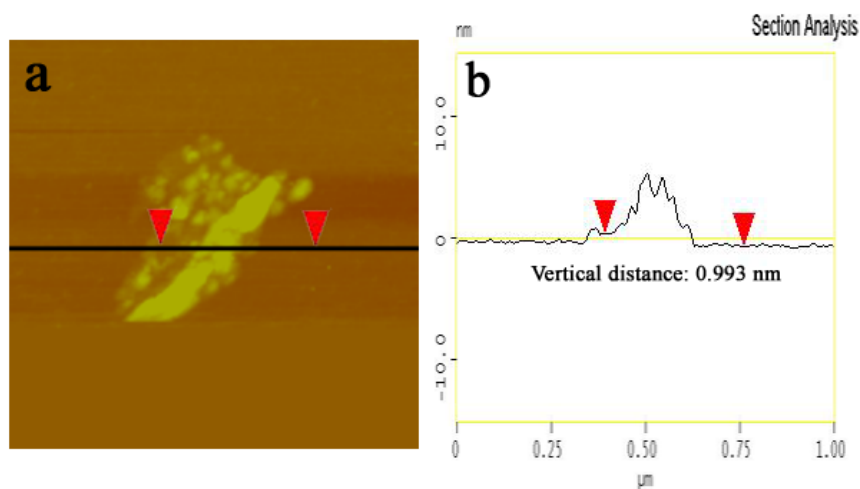 a
nm
Section Analysis
b
10.0
0
-10.0
Vertical distance: 0.993 nm
0
0.25
0.50
0.75
1.00
µm